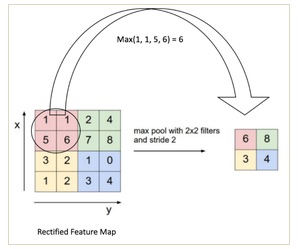 Max(1, 1, 5, 6) = 6
x
1 1 2 4
5 6 7 8
3 2 1 0
1 2 3 4
max pool with 2x2 filters
and stride 2
6 8
3 4
y
Rectified Feature Map